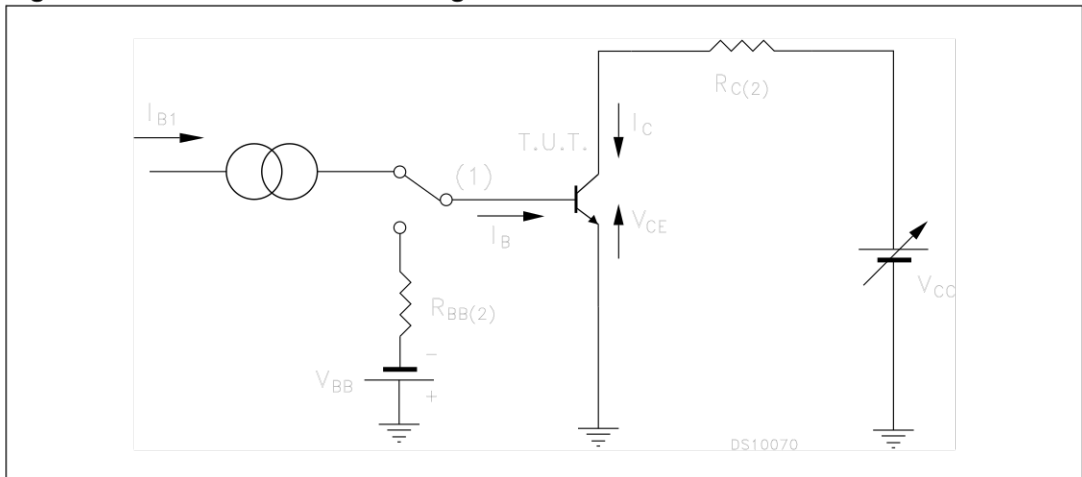 R_C(2)
I_B1
I_C
T.U.T.
(1)
V_CE
I_B
V_CC
R_BB(2)
-
V_BB
+
DS10070